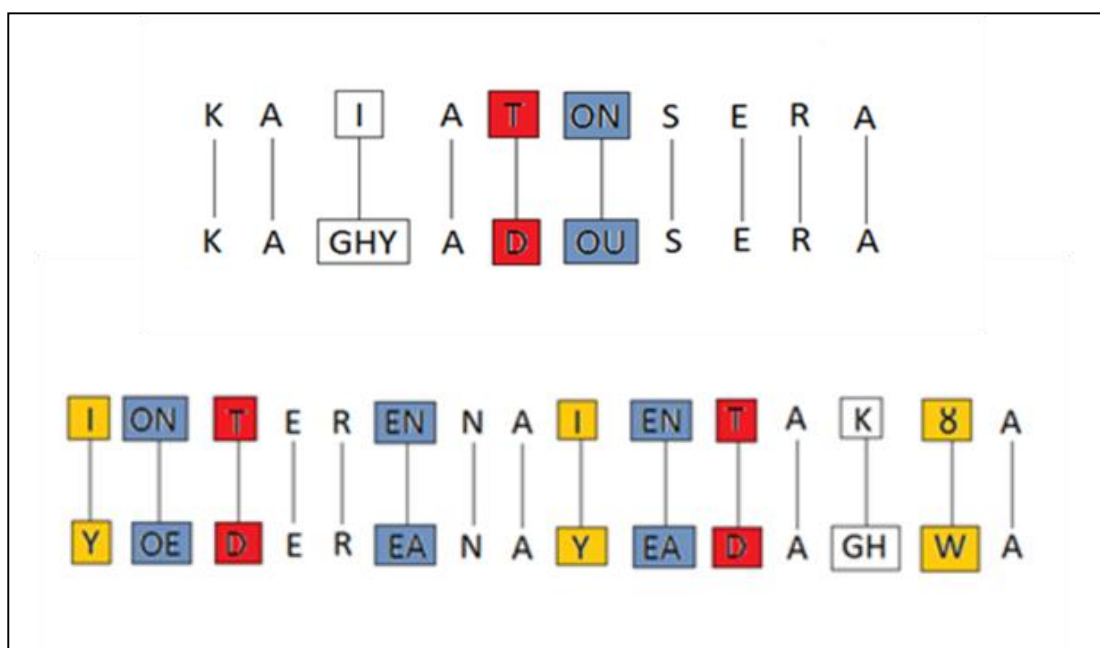 K A I A T ON S E R A
K A GHY A D OU S E R A
I ON T E R EN N A I EN T A K Ȣ A
Y OE D E R EA N A Y EA D A GH W A